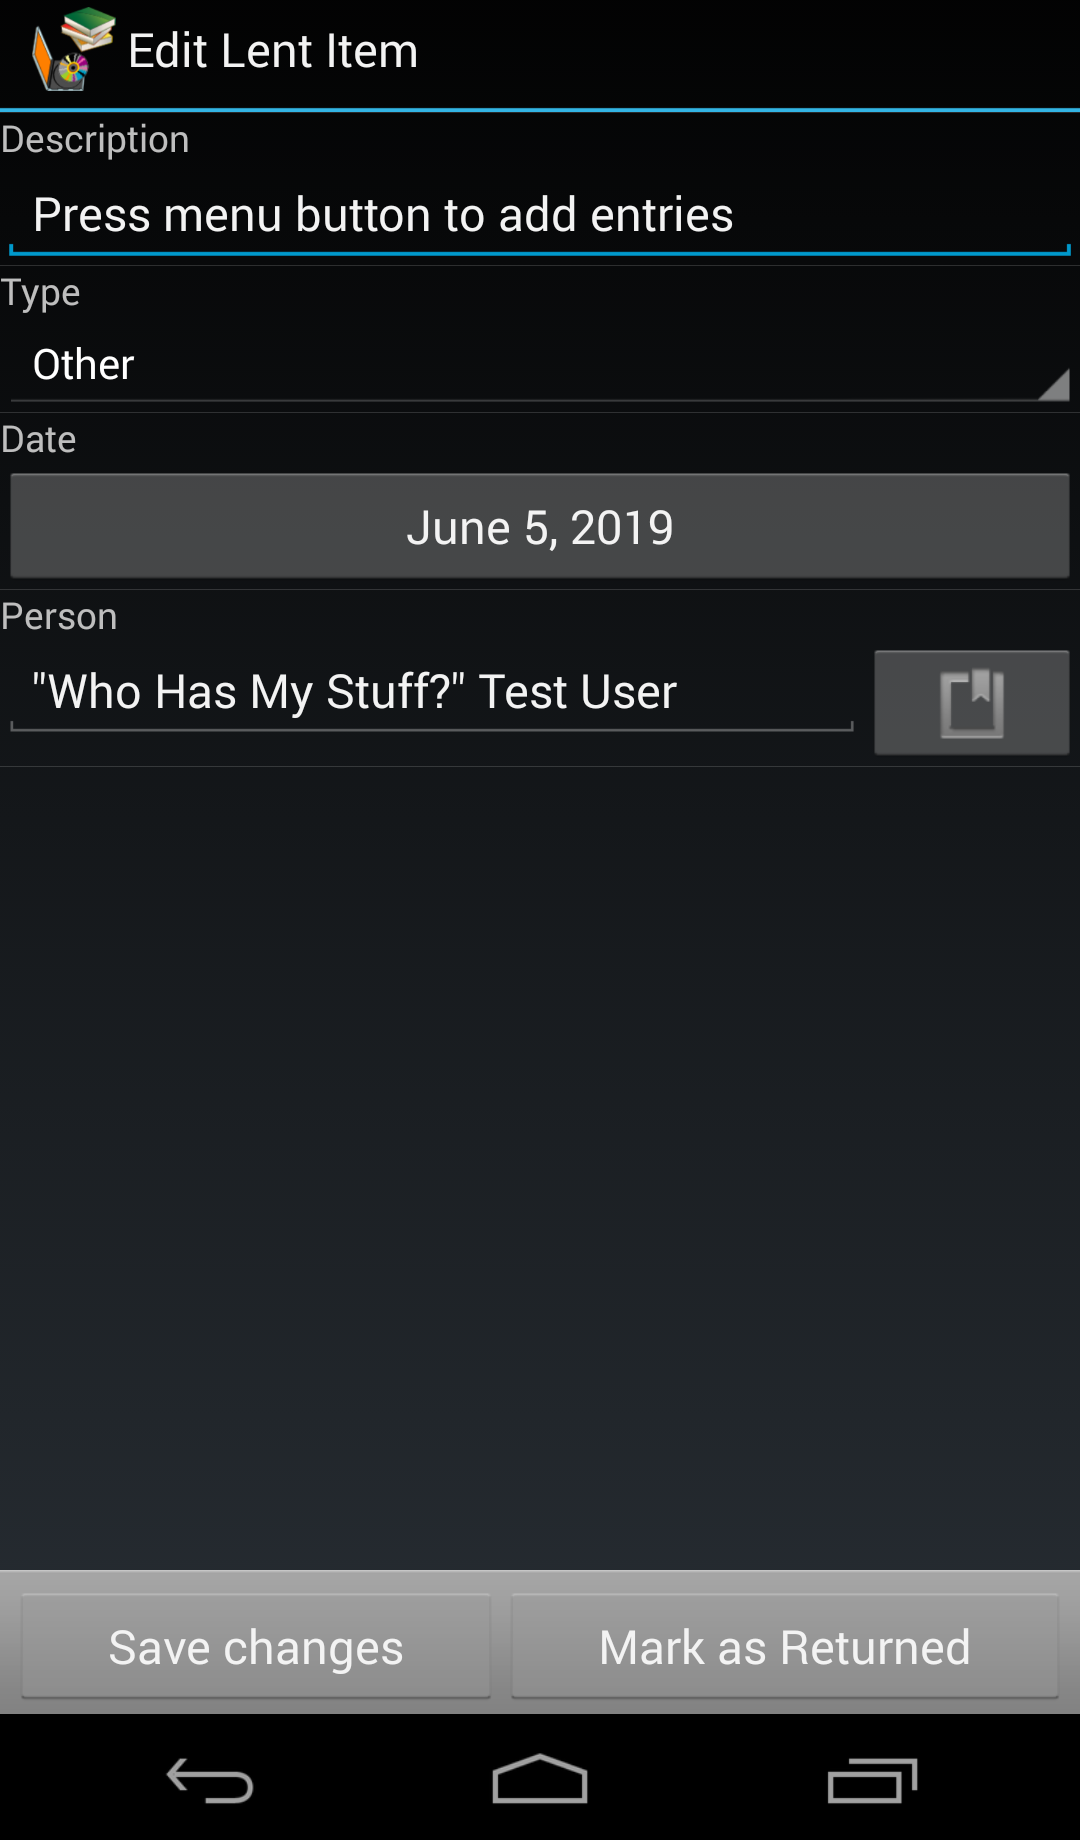 Edit Lent Item
Description
Press menu button to add entries
Type
Other
Date
June 5, 2019
Person
"Who Has My Stuff?" Test User
Save changes
Mark as Returned